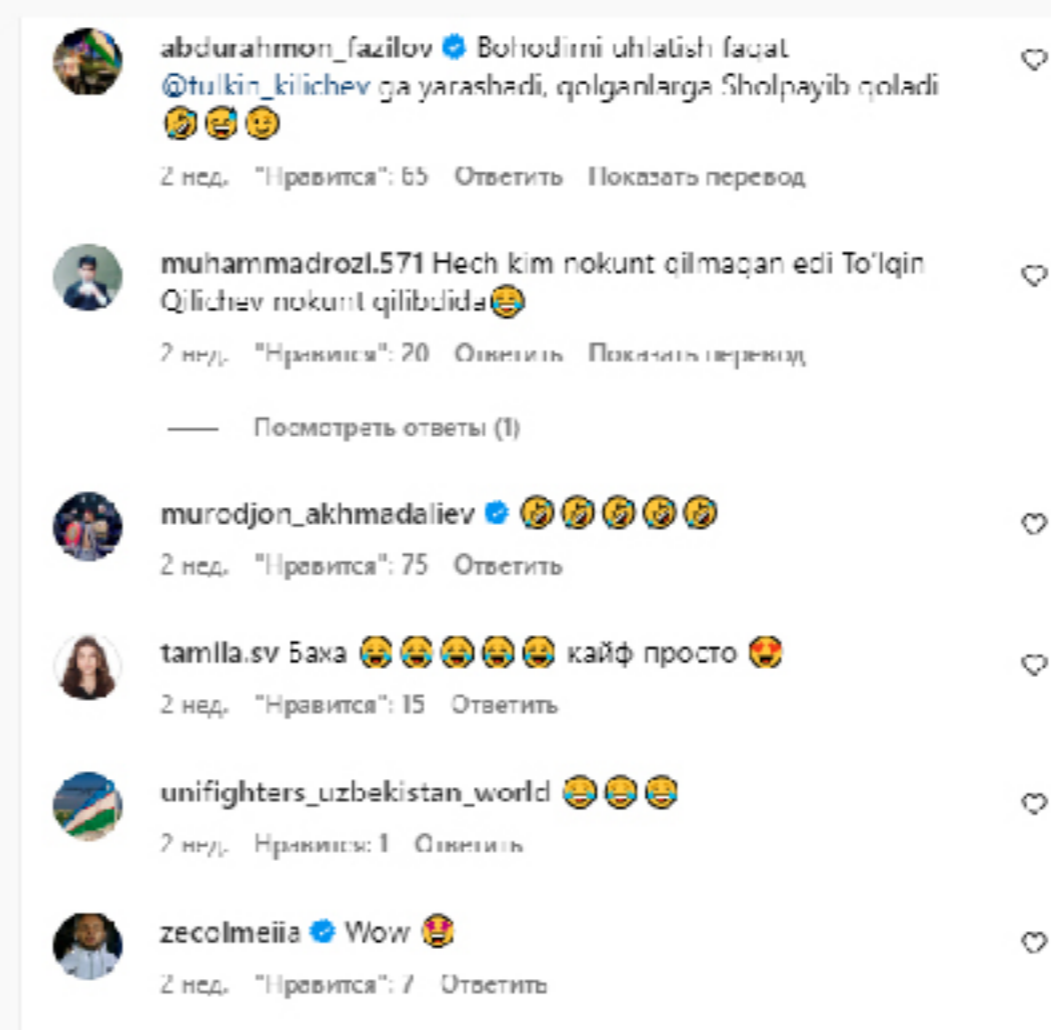 abdurahmon_fazilov Bohodirni uhlatish faqat
@tulkin_kilichev ga yarashadi, qolganlarga Sholpayib qoladi
🤣😅😉
2 нед. "Нравится": 65 Ответить Показать перевод
muhammadrozi.571 Hech kim nokunt qilmagan edi To'lqin
Qilichev nokunt qilibdida😂
2 нед. "Нравится": 20 Ответить Показать перевод
Посмотреть ответы (1)
murodjon_akhmadaliev 🤣🤣🤣🤣🤣
2 нед. "Нравится": 75 Ответить
tamila.sv Баха 😂😂😂😂😂 кайф просто 😍
2 нед. "Нравится": 15 Ответить
unifighters_uzbekistan_world 😂😂😂
2 нед. Нравится: 1 Ответить
zecolmeiia Wow 🤩
2 нед. "Нравится": 7 Ответить